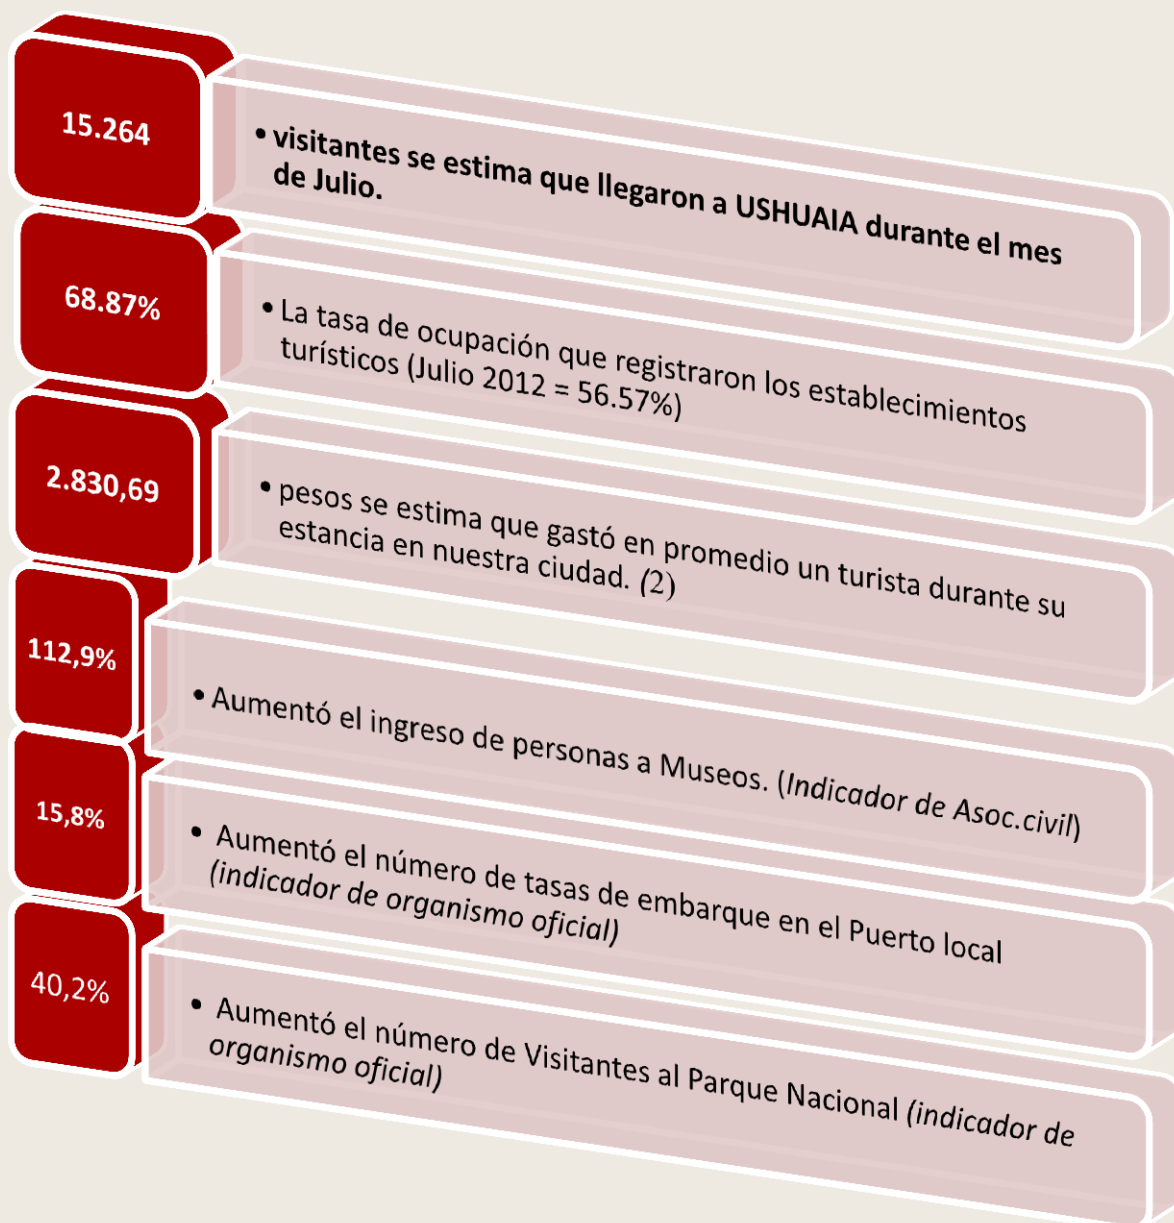 15.264
• visitantes se estima que llegaron a USHUAIA durante el mes
de Julio.
68.87%
• La tasa de ocupación que registraron los establecimientos
turísticos (Julio 2012 = 56.57%)
2.830,69
• pesos se estima que gastó en promedio un turista durante su
estancia en nuestra ciudad. (2)
112,9%
• Aumentó el ingreso de personas a Museos. (Indicador de Asoc.civil)
15,8%
• Aumentó el número de tasas de embarque en el Puerto local
(indicador de organismo oficial)
40,2%
• Aumentó el número de Visitantes al Parque Nacional (indicador de
organismo oficial)